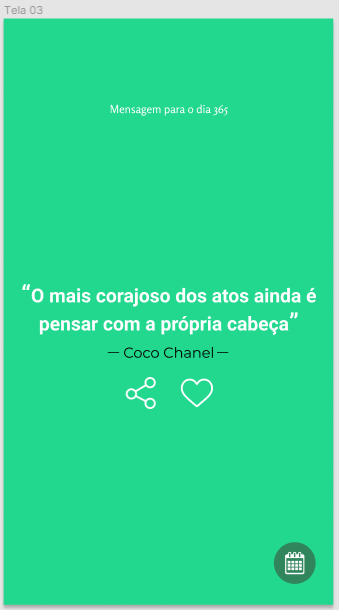 Tela 03
Mensagem para o dia 365
“O mais corajoso dos atos ainda é
pensar com a própria cabeça”
— Coco Chanel —